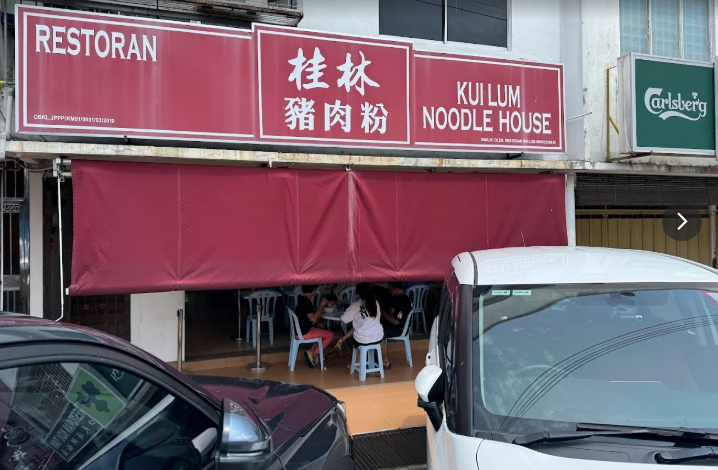 RESTORAN
桂林
豬肉粉
KUI LUM
NOODLE HOUSE
Carlsberg